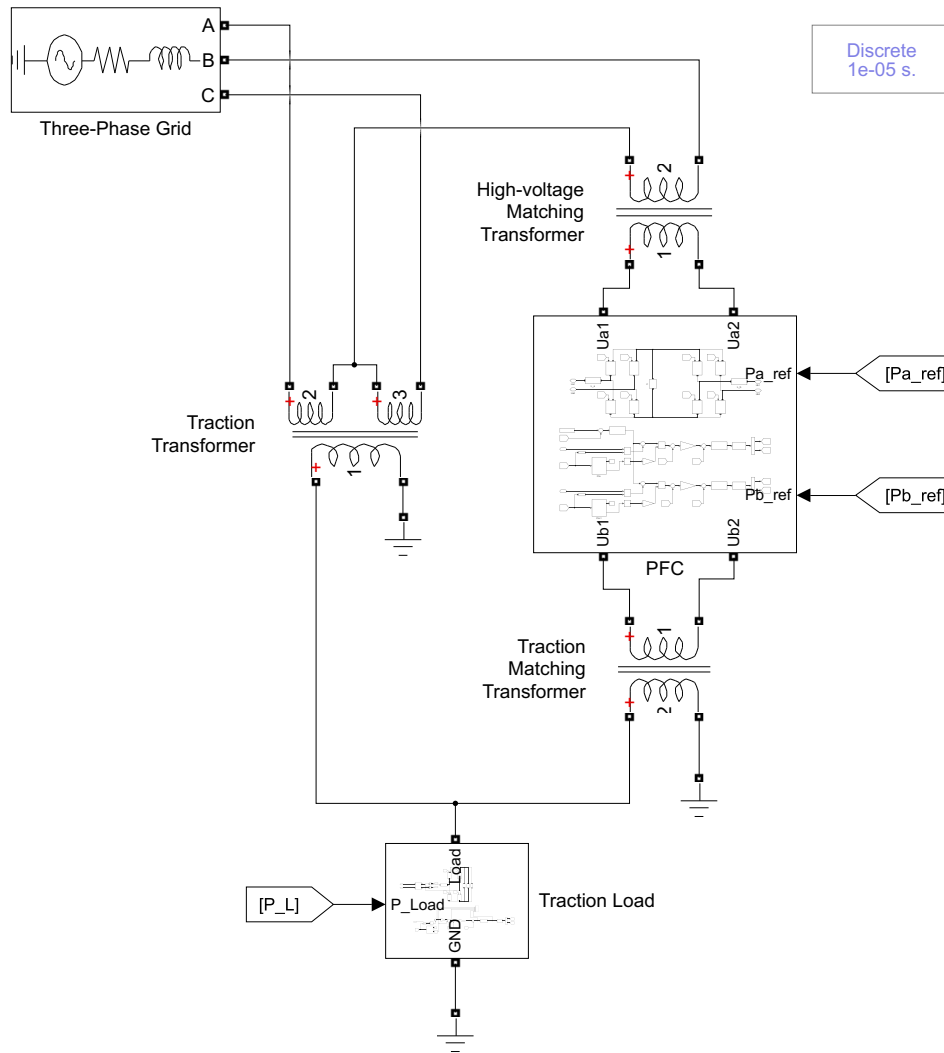 A
B
C
Three-Phase Grid
Discrete
1e-05 s.
2
High-voltage
Matching
Transformer
1
Ua1
Ua2
Pa_ref
[Pa_ref]
2
3
Traction
Transformer
1
Pb_ref
[Pb_ref]
Ub1
Ub2
PFC
1
Traction
Matching
Transformer
2
Load
[P_L]
P_Load
Traction Load
GND